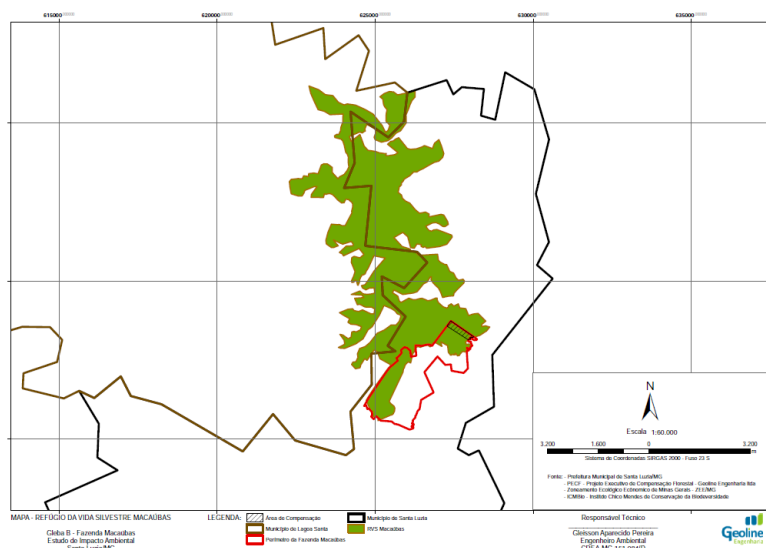 615000 620000 625000 630000 635000
N
Escala 1:60.000
3.200 1.600 0 3.200
m
Sistema de Coordenadas SIRGAS 2000 - Fuso 23 S
Fonte: - Prefeitura Municipal de Santa Luzia/MG
- PECF - Projeto Executivo de Compensação Florestal - Geoline Engenharia ltda
- Zoneamento Ecológico Ecônomico de Minas Gerais - ZEE/MG
- ICMBio - Instituto Chico Mendes de Conservação da Biodiversidade
MAPA - REFÚGIO DA VIDA SILVESTRE MACAÚBAS
Gleba B - Fazenda Macaúbas
Estudo de Impacto Ambiental
Santa Luzia/MG
LEGENDA:
Área de Compensação
Município de Lagoa Santa
Perímetro da Fazenda Macaúbas
Município de Santa Luzia
RVS Macaúbas
Responsável Técnico
Gleisson Aparecido Pereira
Engenheiro Ambiental
Geoline
Engenharia